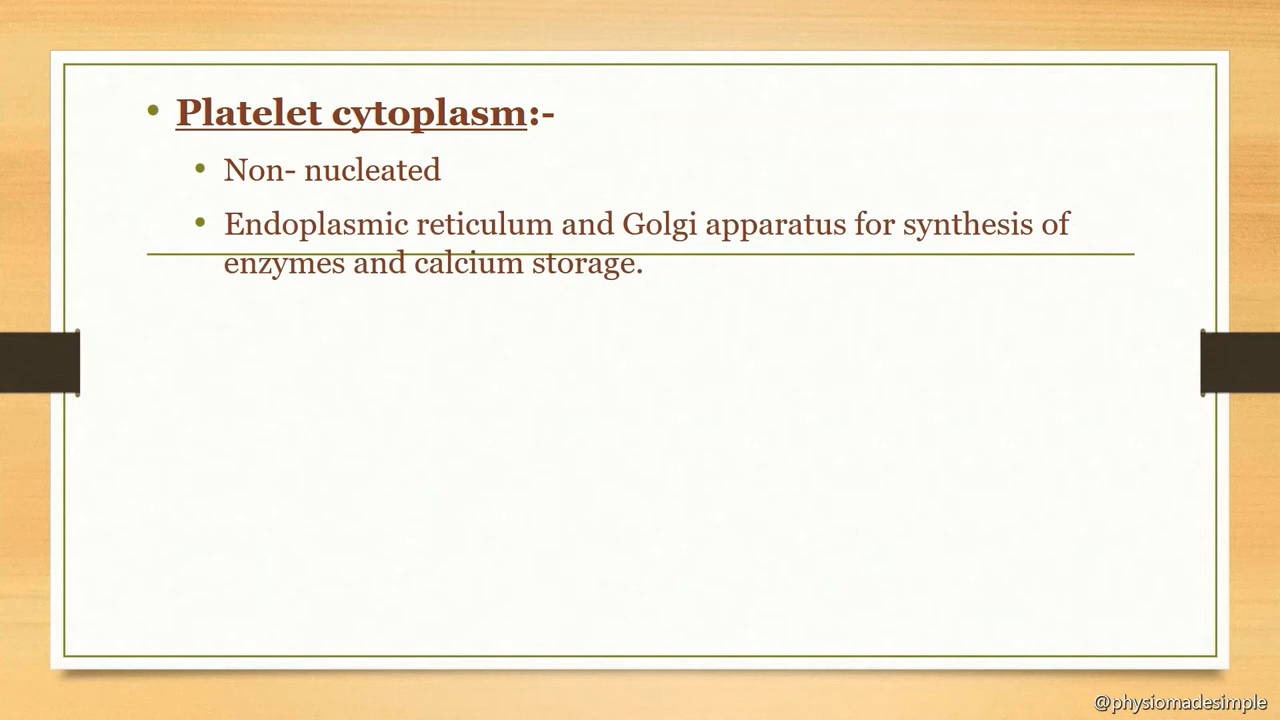 • Platelet cytoplasm:-
• Non- nucleated
• Endoplasmic reticulum and Golgi apparatus for synthesis of
enzymes and calcium storage.
@physiomadesimple